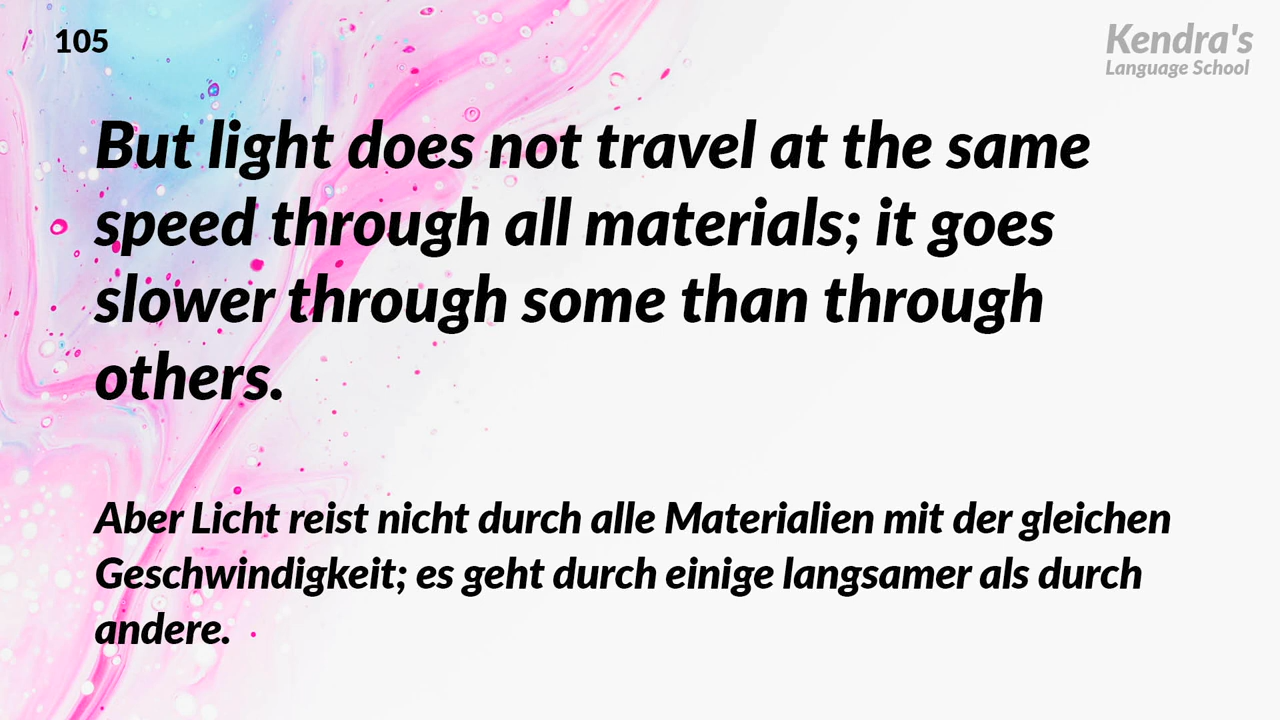 105
Kendra's
Language School
But light does not travel at the same
speed through all materials; it goes
slower through some than through
others.
Aber Licht reist nicht durch alle Materialien mit der gleichen
Geschwindigkeit; es geht durch einige langsamer als durch
andere.